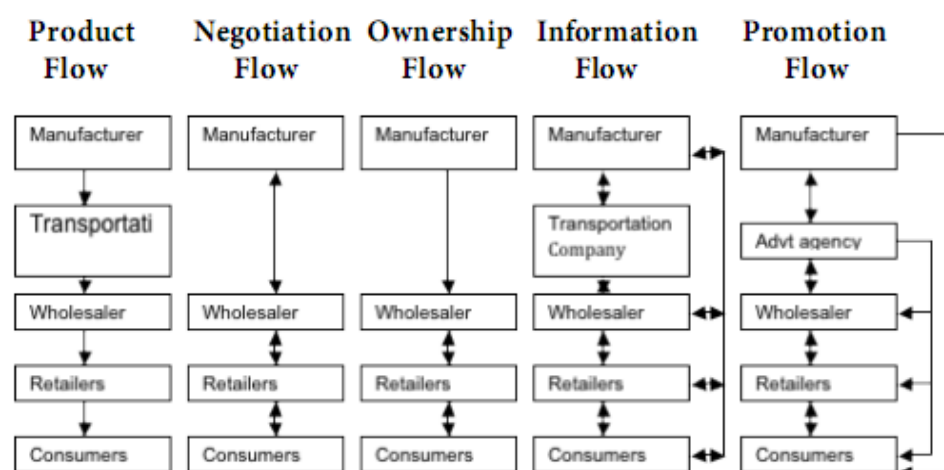 Product Flow
Negotiation Flow
Ownership Flow
Information Flow
Promotion Flow
Manufacturer
Transportati
Wholesaler
Retailers
Consumers
Manufacturer
Wholesaler
Retailers
Consumers
Manufacturer
Wholesaler
Retailers
Consumers
Manufacturer
Transportation
Company
Wholesaler
Retailers
Consumers
Manufacturer
Advt agency
Wholesaler
Retailers
Consumers